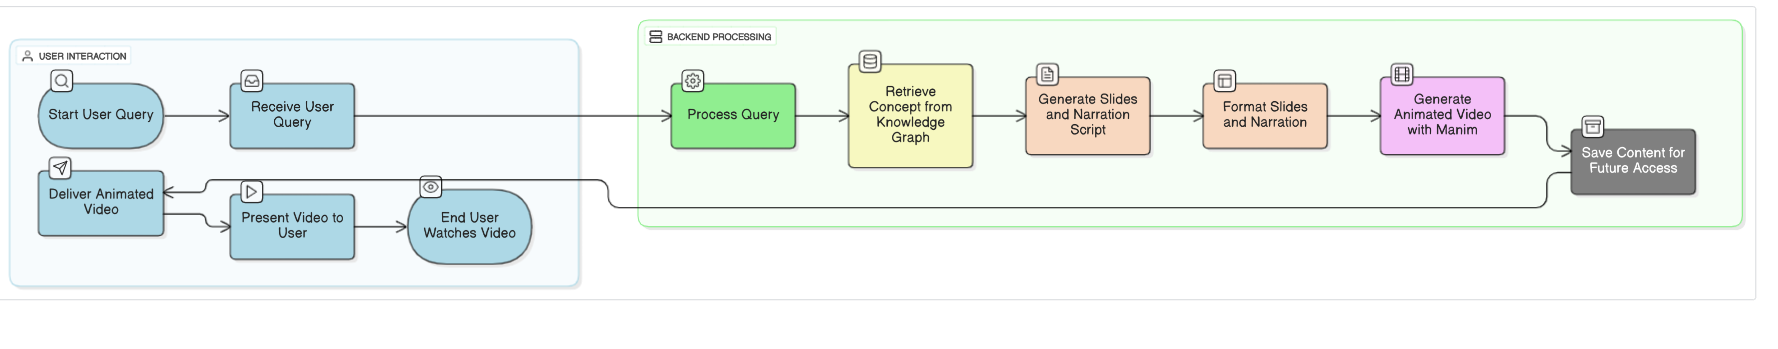 USER INTERACTION
Start User Query
Receive User
Query
Deliver Animated
Video
Present Video to
User
End User
Watches Video
BACKEND PROCESSING
Process Query
Retrieve
Concept from
Knowledge
Graph
Generate Slides
and Narration
Script
Format Slides
and Narration
Generate
Animated Video
with Manim
Save Content for
Future Access